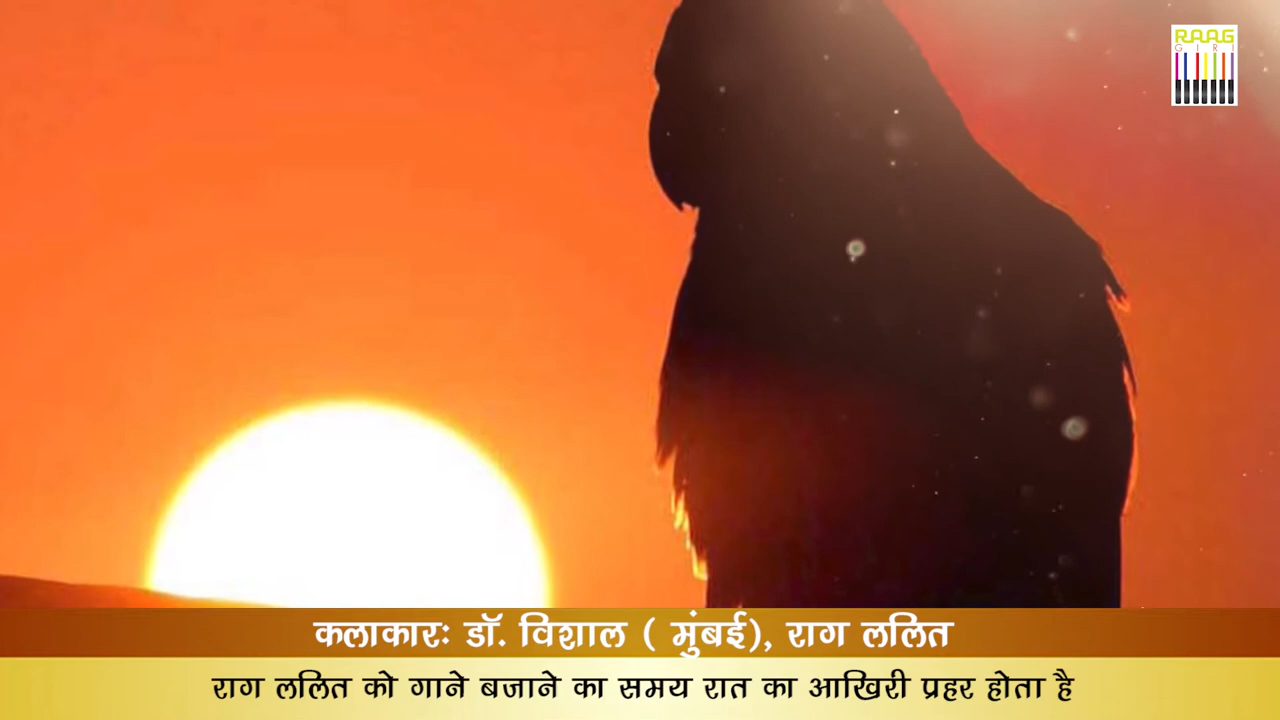 RAAG
GIRI
कलाकारः डॉ. विशाल ( मुंबई), राग ललित
राग ललित को गाने बजाने का समय रात का आखिरी प्रहर होता है